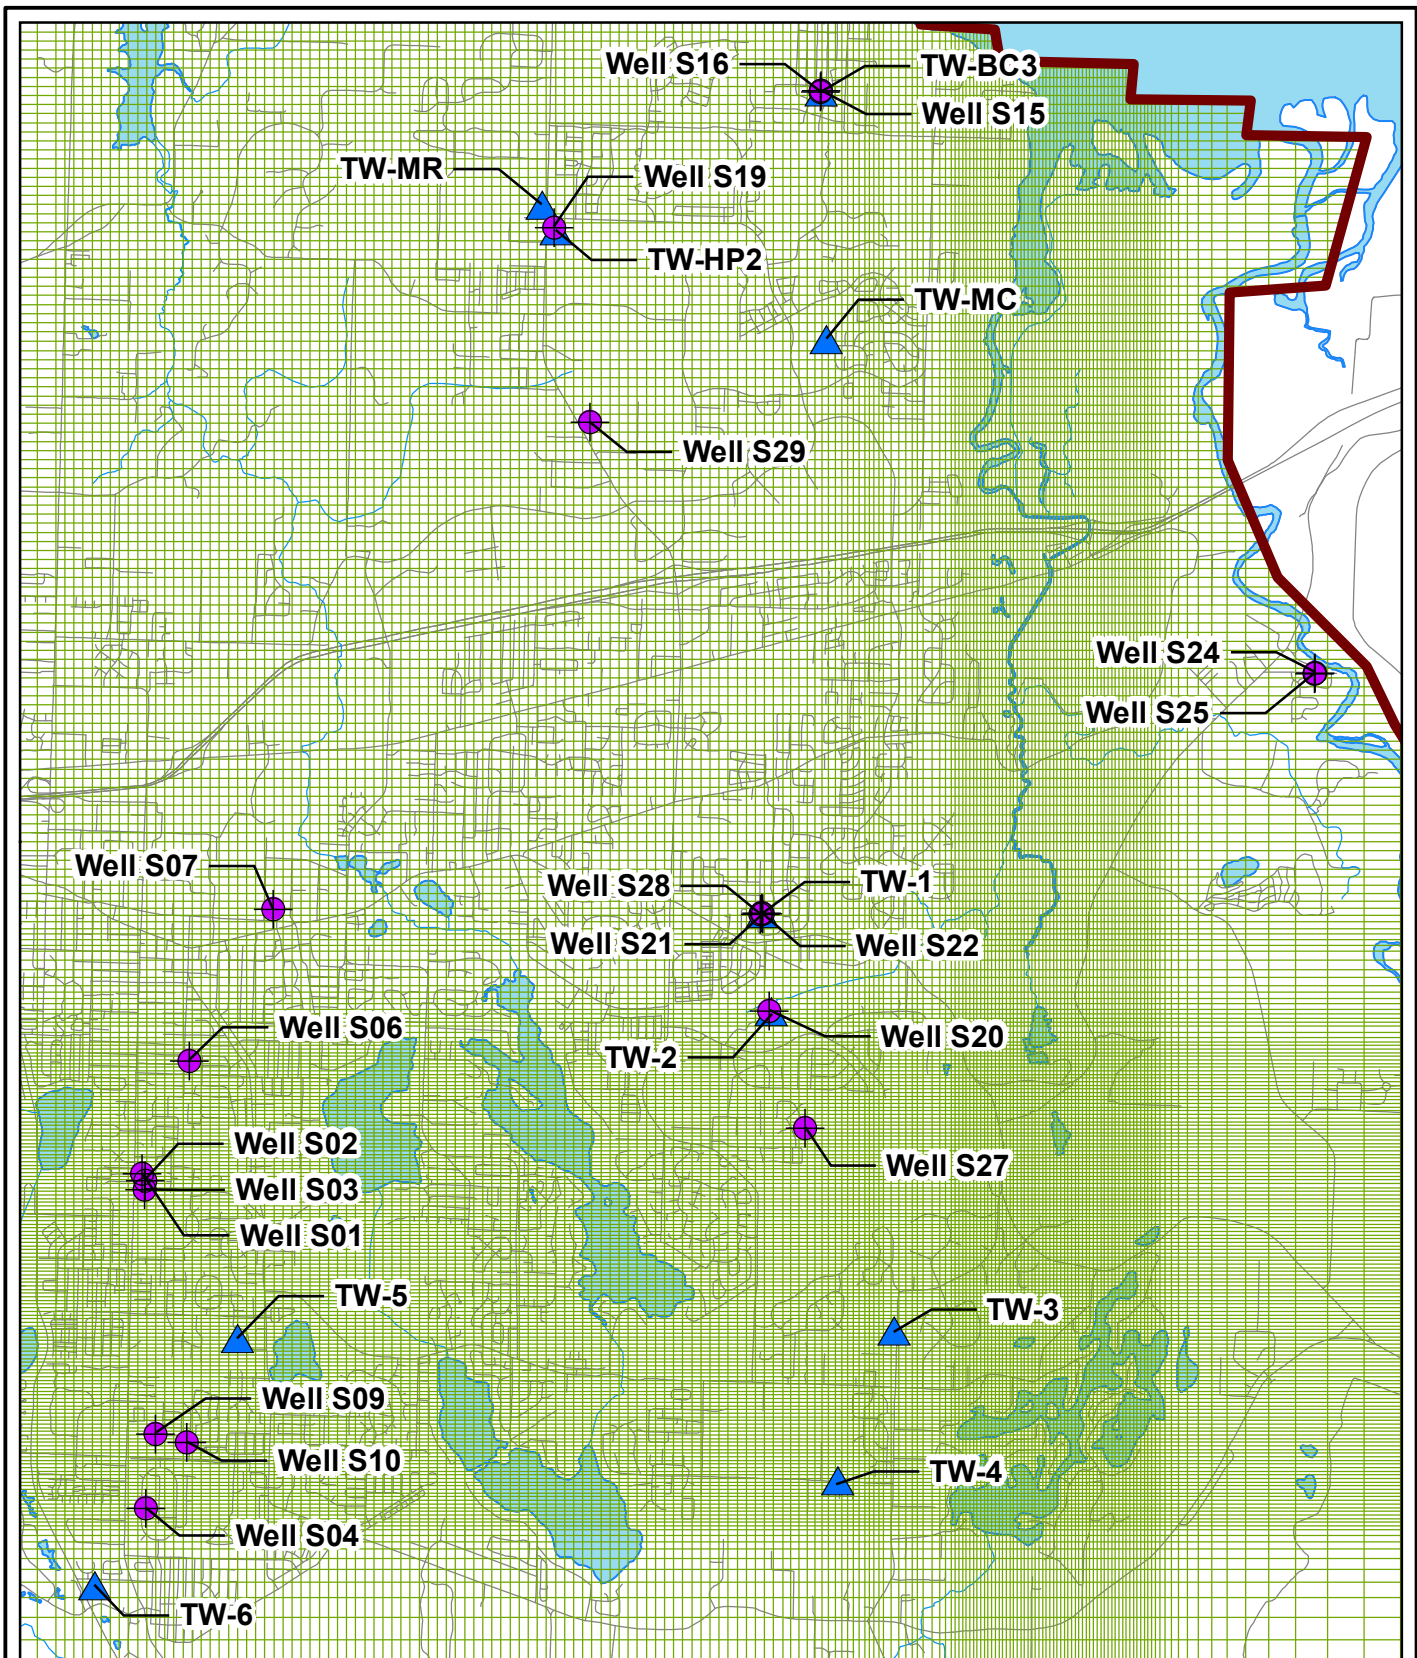 Well S16
TW-BC3
Well S15
TW-MR
Well S19
TW-HP2
TW-MC
Well S29
Well S24
Well S25
Well S07
Well S28
TW-1
Well S21
Well S22
Well S06
Well S20
TW-2
Well S02
Well S27
Well S03
Well S01
TW-5
TW-3
Well S09
Well S10
TW-4
Well S04
TW-6